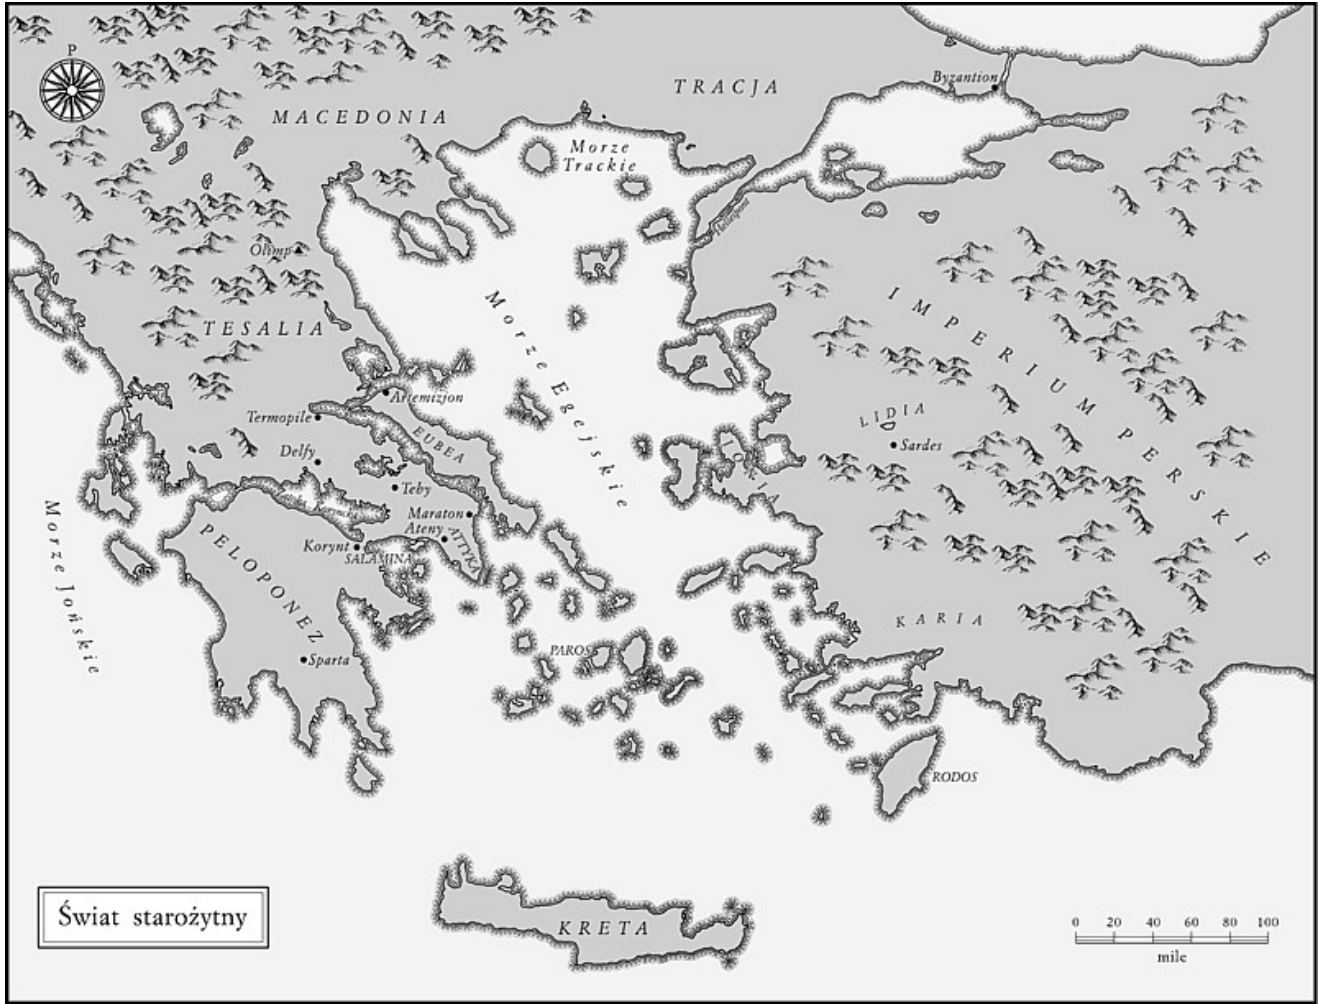 P
Byzantion
TRACJA
MACEDONIA
Morze
Trackie
Hellespont
Olimp
Morze Egejskie
IMPERIUM PERSKIE
TESALIA
Artemizjon
LIDIA
Termopile
EUBEA
Sardes
Delfy
JONIA
Teby
Morze Jońskie
Maraton
Ateny
ATTYKA
PELOPONEZ
Korynt
SALAMINA
KARIA
PAROS
Sparta
RODOS
KRETA
Świat starożytny
0 20 40 60 80 100
mile